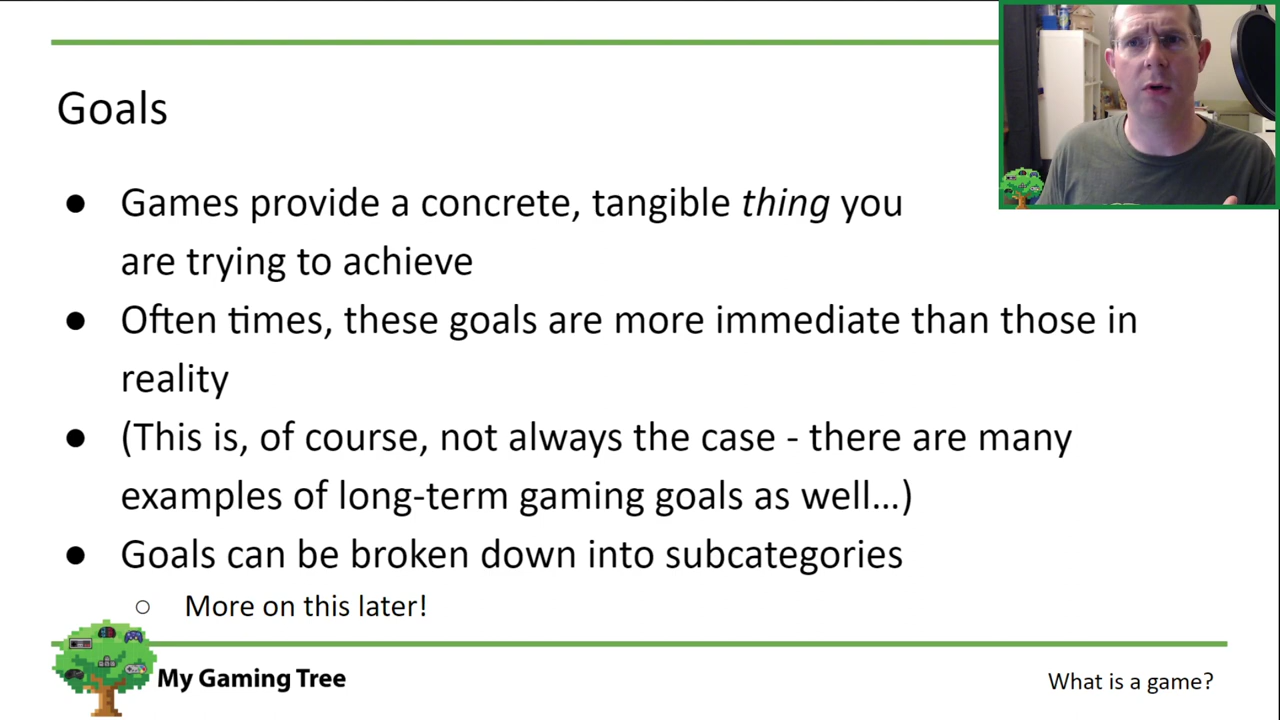 Goals
● Games provide a concrete, tangible thing you
are trying to achieve
● Often times, these goals are more immediate than those in
reality
● (This is, of course, not always the case - there are many
examples of long-term gaming goals as well...)
● Goals can be broken down into subcategories
○ More on this later!
My Gaming Tree
What is a game?